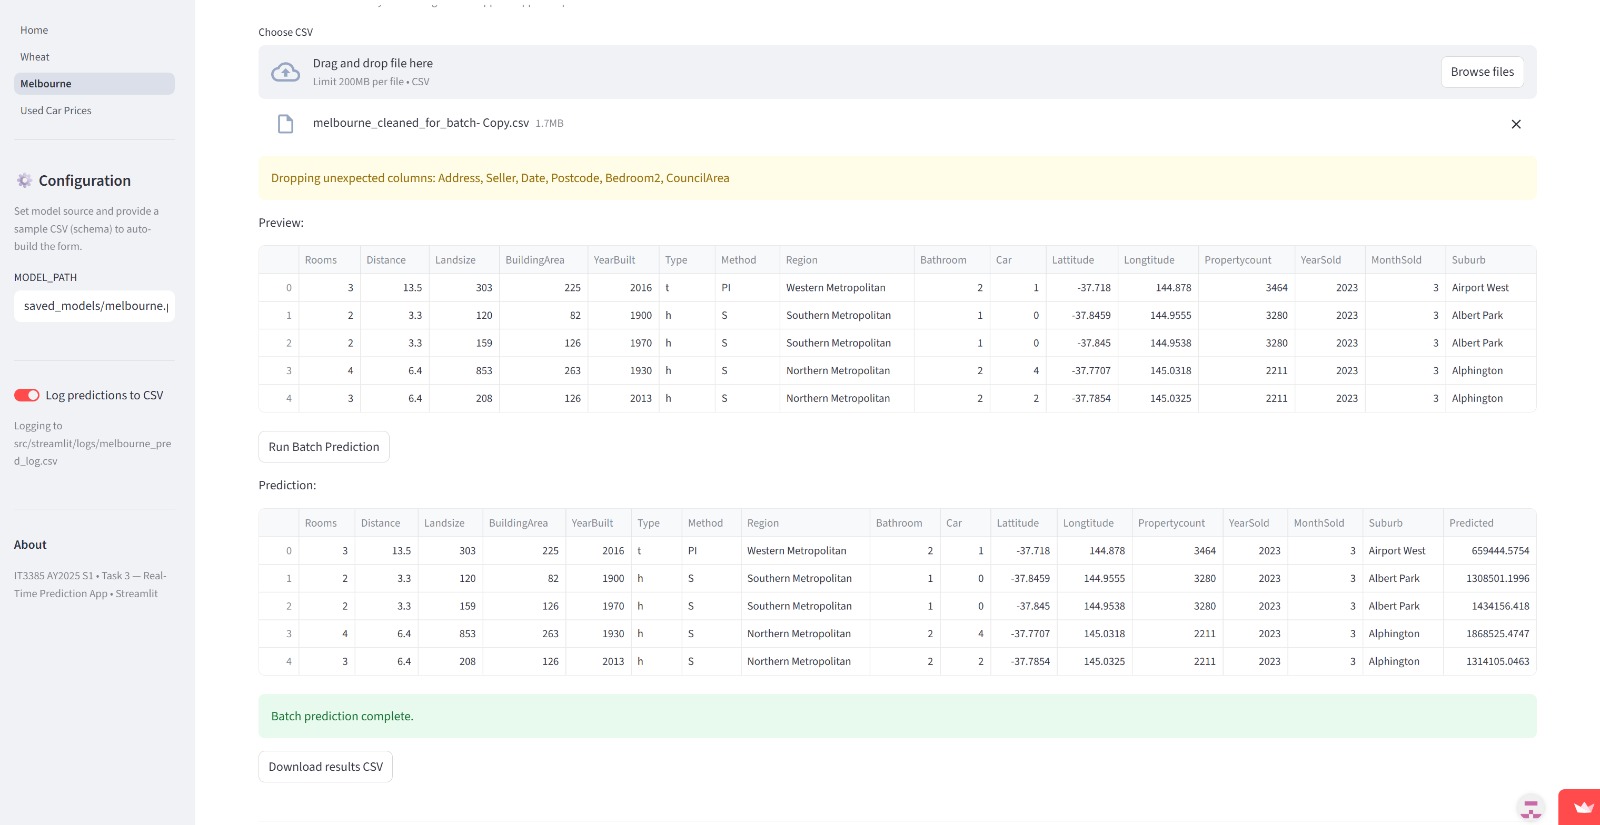 Home
Wheat
Melbourne
Used Car Prices
Configuration
Set model source and provide a
sample CSV (schema) to auto-
build the form.
MODEL_PATH
saved_models/melbourne.
Log predictions to CSV
Logging to
src/streamlit/logs/melbourne_pre
d_log.csv
About
IT3385 AY2025 S1 • Task 3 — Real-
Time Prediction App • Streamlit
Choose CSV
Drag and drop file here
Limit 200MB per file • CSV
Browse files
melbourne_cleaned_for_batch- Copy.csv 1.7MB
Dropping unexpected columns: Address, Seller, Date, Postcode, Bedroom2, CouncilArea
Preview:
Rooms Distance Landsize BuildingArea YearBuilt Type Method Region Bathroom Car Lattitude Longtitude Propertycount YearSold MonthSold Suburb
0 3 13.5 303 225 2016 t PI Western Metropolitan 2 1 -37.718 144.878 3464 2023 3 Airport West
1 2 3.3 120 82 1900 h S Southern Metropolitan 1 0 -37.8459 144.9555 3280 2023 3 Albert Park
2 2 3.3 159 126 1970 h S Southern Metropolitan 1 0 -37.845 144.9538 3280 2023 3 Albert Park
3 4 6.4 853 263 1930 h S Northern Metropolitan 2 4 -37.7707 145.0318 2211 2023 3 Alphington
4 3 6.4 208 126 2013 h S Northern Metropolitan 2 2 -37.7854 145.0325 2211 2023 3 Alphington
Run Batch Prediction
Prediction:
Rooms Distance Landsize BuildingArea YearBuilt Type Method Region Bathroom Car Lattitude Longtitude Propertycount YearSold MonthSold Suburb Predicted
0 3 13.5 303 225 2016 t PI Western Metropolitan 2 1 -37.718 144.878 3464 2023 3 Airport West 659444.5754
1 2 3.3 120 82 1900 h S Southern Metropolitan 1 0 -37.8459 144.9555 3280 2023 3 Albert Park 1308501.1996
2 2 3.3 159 126 1970 h S Southern Metropolitan 1 0 -37.845 144.9538 3280 2023 3 Albert Park 1434156.418
3 4 6.4 853 263 1930 h S Northern Metropolitan 2 4 -37.7707 145.0318 2211 2023 3 Alphington 1868525.4747
4 3 6.4 208 126 2013 h S Northern Metropolitan 2 2 -37.7854 145.0325 2211 2023 3 Alphington 1314105.0463
Batch prediction complete.
Download results CSV